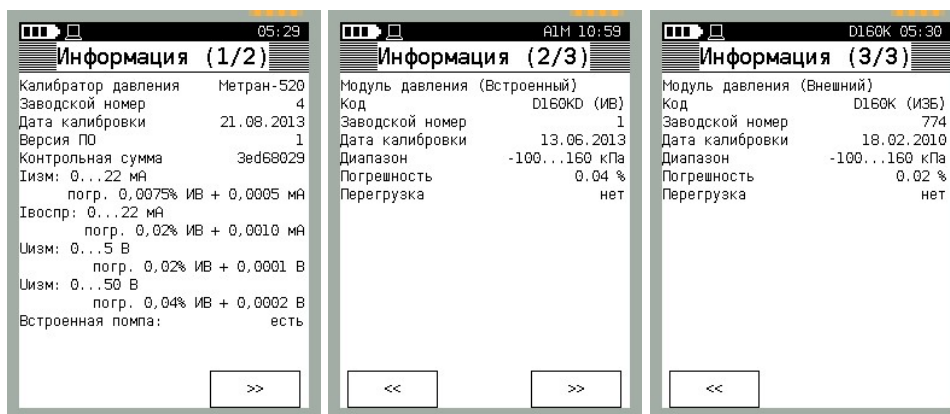 05:29
Информация (1/2)
Калибратор давления Метран-520
Заводской номер 4
Дата калибровки 21.08.2013
Версия ПО 1
Контрольная сумма 3ed68029
Iизм: 0...22 мА
погр. 0,0075% ИВ + 0,0005 мА
Iвоспр: 0...22 мА
погр. 0,02% ИВ + 0,0010 мА
Uизм: 0...5 В
погр. 0,02% ИВ + 0,0001 В
Uизм: 0...50 В
погр. 0,04% ИВ + 0,0002 В
Встроенная помпа: есть
>>
A1M 10:59
Информация (2/3)
Модуль давления (Встроенный)
Код D160KD (ИВ)
Заводской номер 1
Дата калибровки 13.06.2013
Диапазон -100...160 кПа
Погрешность 0.04 %
Перегрузка нет
<< >>
D160K 05:30
Информация (3/3)
Модуль давления (Внешний)
Код D160K (ИЗБ)
Заводской номер 774
Дата калибровки 18.02.2010
Диапазон -100...160 кПа
Погрешность 0.02 %
Перегрузка нет
<<